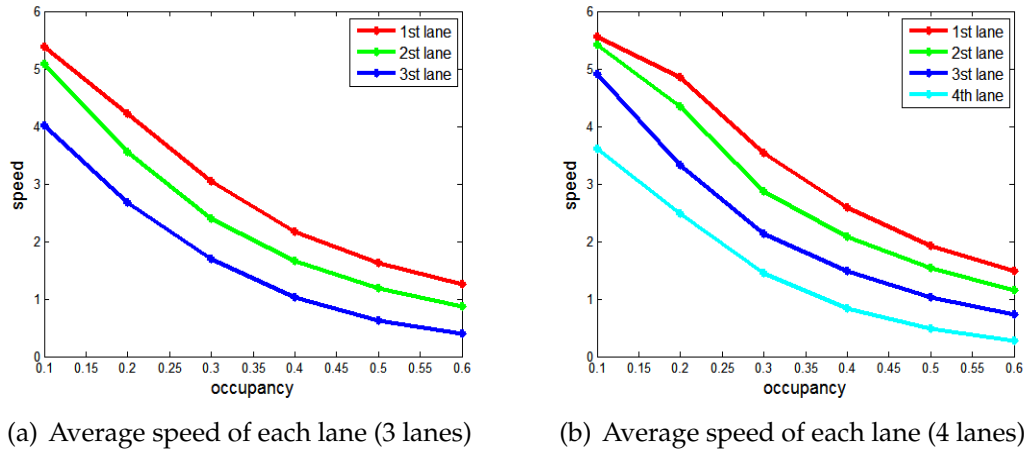 6
5
4
3
2
1
0
speed
0.1 0.15 0.2 0.25 0.3 0.35 0.4 0.45 0.5 0.55 0.6
occupancy
1st lane
2st lane
3st lane
(a) Average speed of each lane (3 lanes)
6
5
4
3
2
1
0
speed
0.1 0.15 0.2 0.25 0.3 0.35 0.4 0.45 0.5 0.55 0.6
occupancy
1st lane
2st lane
3st lane
4th lane
(b) Average speed of each lane (4 lanes)